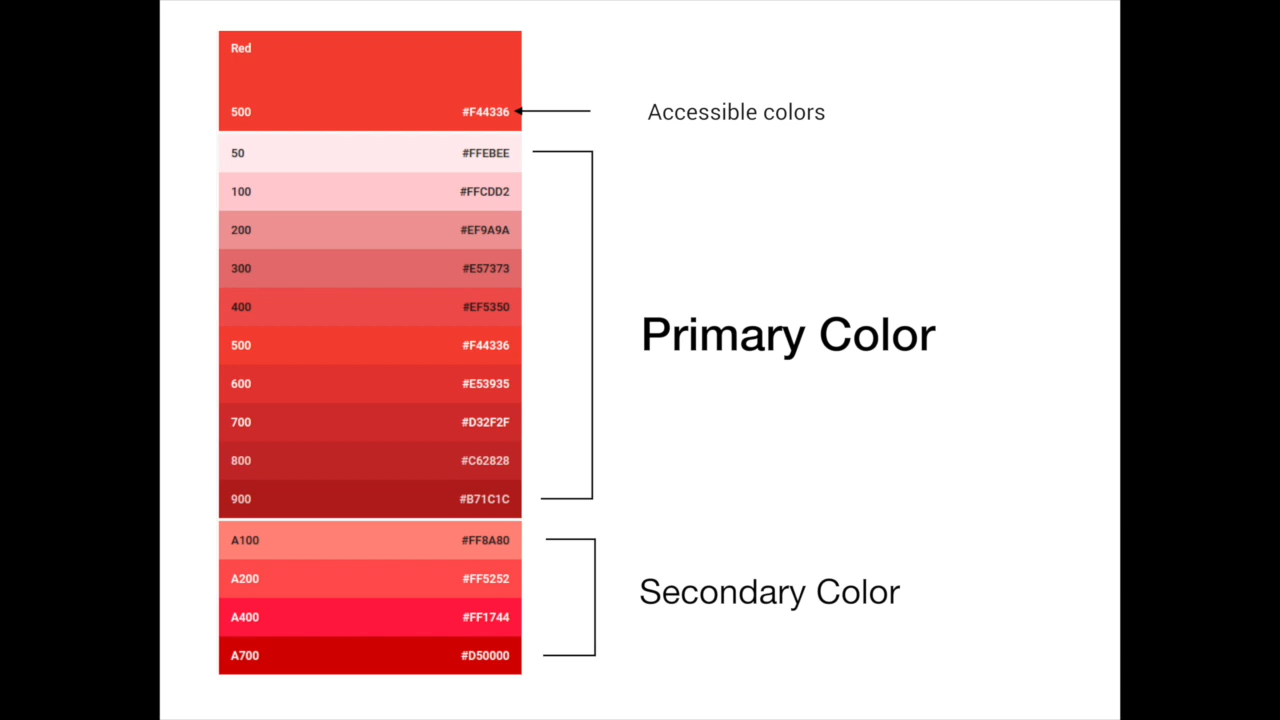 Red
500 #F44336
Accessible colors
50 #FFEBEE
100 #FFCDD2
200 #EF9A9A
300 #E57373
400 #EF5350
500 #F44336
600 #E53935
700 #D32F2F
800 #C62828
900 #B71C1C
Primary Color
A100 #FF8A80
A200 #FF5252
A400 #FF1744
A700 #D50000
Secondary Color